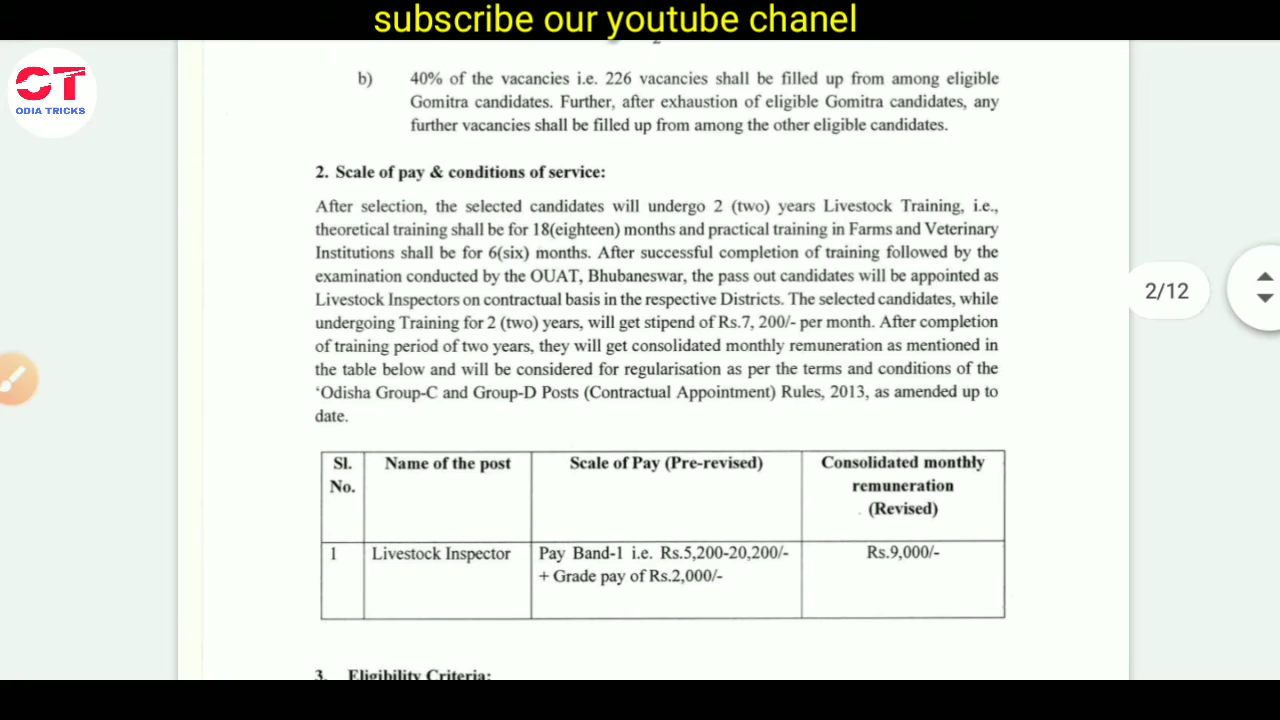 subscribe our youtube chanel
OT
ODIA TRICKS
b) 40% of the vacancies i.e. 226 vacancies shall be filled up from among eligible
Gomitra candidates. Further, after exhaustion of eligible Gomitra candidates, any
further vacancies shall be filled up from among the other eligible candidates.
2. Scale of pay & conditions of service:
After selection, the selected candidates will undergo 2 (two) years Livestock Training, i.e.,
theoretical training shall be for 18(eighteen) months and practical training in Farms and Veterinary
Institutions shall be for 6(six) months. After successful completion of training followed by the
examination conducted by the OUAT, Bhubaneswar, the pass out candidates will be appointed as
Livestock Inspectors on contractual basis in the respective Districts. The selected candidates, while
undergoing Training for 2 (two) years, will get stipend of Rs.7, 200/- per month. After completion
of training period of two years, they will get consolidated monthly remuneration as mentioned in
the table below and will be considered for regularisation as per the terms and conditions of the
‘Odisha Group-C and Group-D Posts (Contractual Appointment) Rules, 2013, as amended up to
date.
Sl. No.
Name of the post
Scale of Pay (Pre-revised)
Consolidated monthly
remuneration
(Revised)
1
Livestock Inspector
Pay Band-1 i.e. Rs.5,200-20,200/-
+ Grade pay of Rs.2,000/-
Rs.9,000/-
3. Eligibility Criteria:
2/12